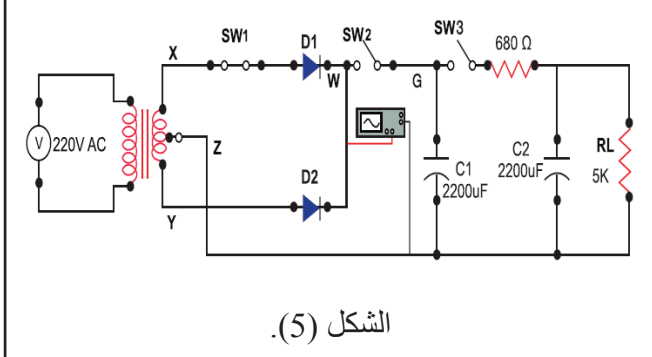 SW1
D1
SW2
SW3
680 Ω
X
W
G
V
220V AC
Z
C1
2200uF
C2
2200uF
RL
5K
D2
Y
الشكل (5).